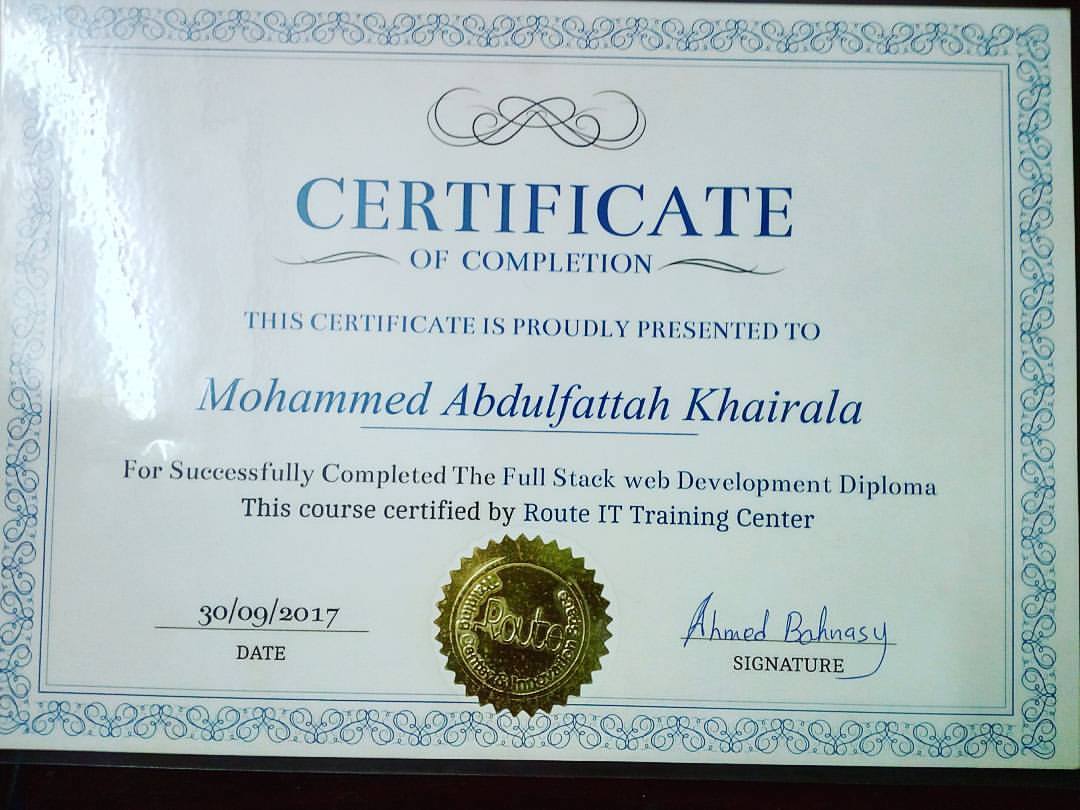 CERTIFICATE
OF COMPLETION
THIS CERTIFICATE IS PROUDLY PRESENTED TO
Mohammed Abdulfattah Khairala
For Successfully Completed The Full Stack web Development Diploma
This course certified by Route IT Training Center
30/09/2017
DATE
Route
Training Center & Innovation Space
Ahmed Bahnasy
SIGNATURE